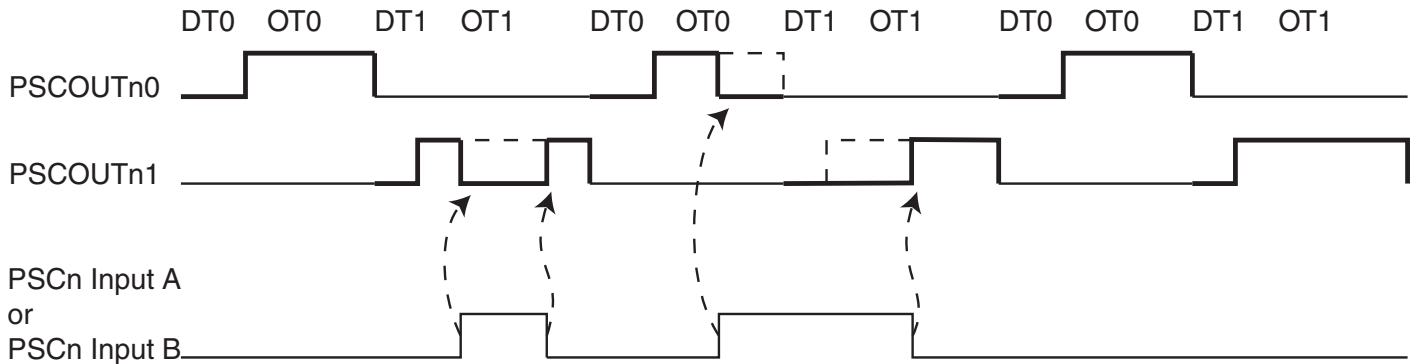 DT0 OT0 DT1 OT1 DT0 OT0 DT1 OT1 DT0 OT0 DT1 OT1
PSCOUTn0
PSCOUTn1
PSCn Input A
or
PSCn Input B